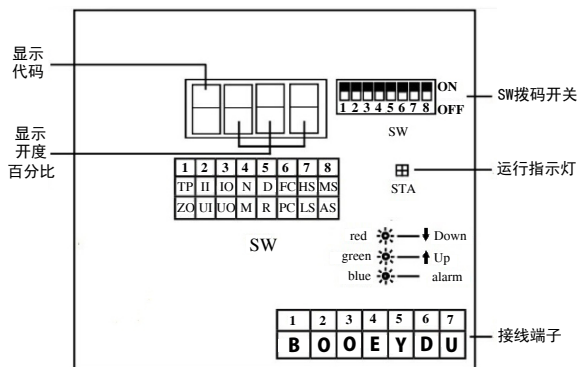 显示
代码
显示
开度
百分比
ON
1 2 3 4 5 6 7 8 OFF
SW
SW拨码开关
1 2 3 4 5 6 7 8
TP II IO N D FC HS MS
ZO UI UO M R PC LS AS
SW
STA
运行指示灯
red Down
green Up
blue alarm
1 2 3 4 5 6 7
B O O E Y D U
接线端子